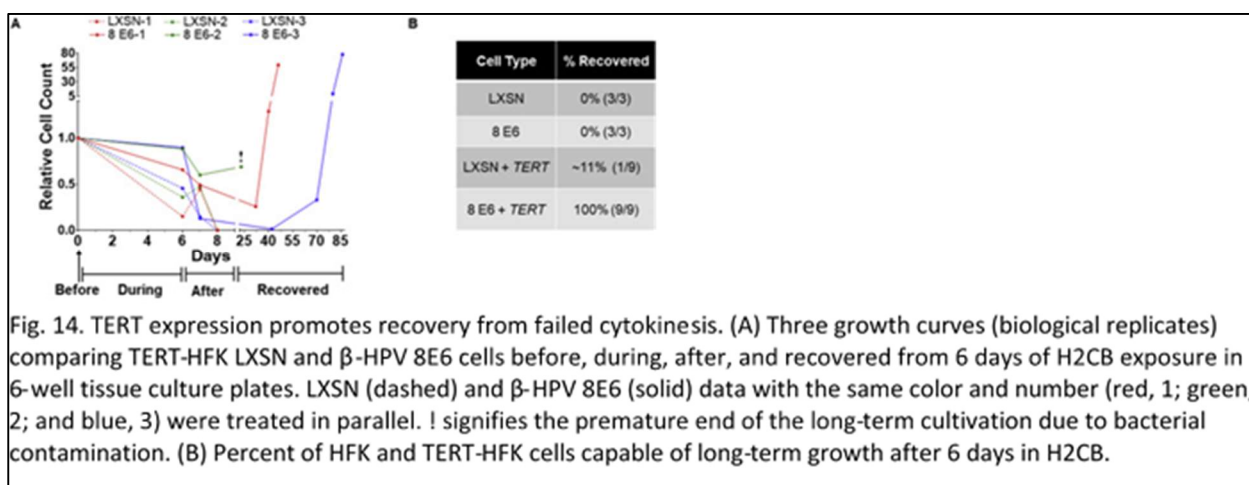 A
LXSN-1 LXSN-2 LXSN-3
8 E6-1 8 E6-2 8 E6-3
Relative Cell Count
80
55
30
5
1.0
0.5
0.0
0 2 4 6 8 25 40 55 70 85
Days
Before During After Recovered
!
B
Cell Type % Recovered
LXSN 0% (3/3)
8 E6 0% (3/3)
LXSN + TERT ~11% (1/9)
8 E6 + TERT 100% (9/9)
Fig. 14. TERT expression promotes recovery from failed cytokinesis. (A) Three growth curves (biological replicates)
comparing TERT-HFK LXSN and β-HPV 8E6 cells before, during, after, and recovered from 6 days of H2CB exposure in
6-well tissue culture plates. LXSN (dashed) and β-HPV 8E6 (solid) data with the same color and number (red, 1; green,
2; and blue, 3) were treated in parallel. ! signifies the premature end of the long-term cultivation due to bacterial
contamination. (B) Percent of HFK and TERT-HFK cells capable of long-term growth after 6 days in H2CB.